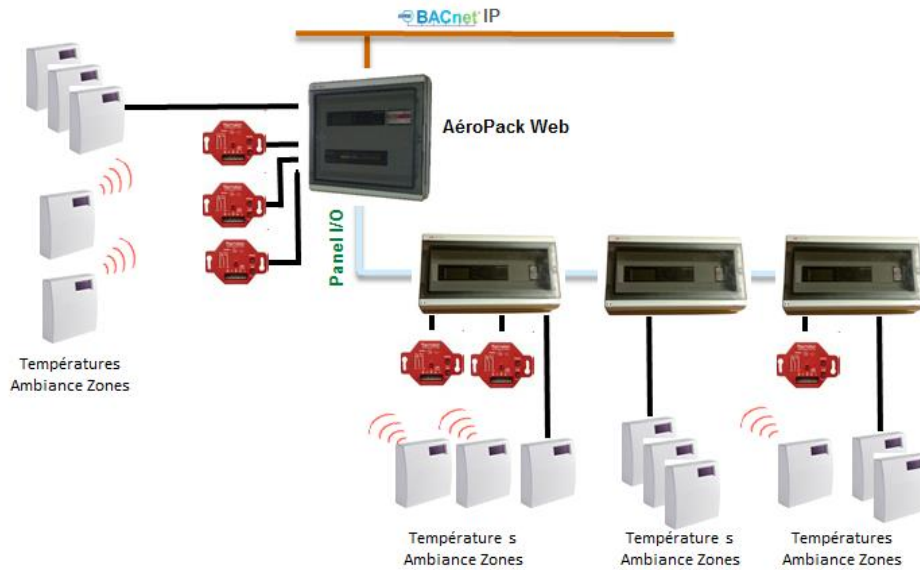 BACnet IP
AéroPack Web
Panel I/O
Températures
Ambiance Zones
Température s
Ambiance Zones
Température s
Ambiance Zones
Températures
Ambiance Zones